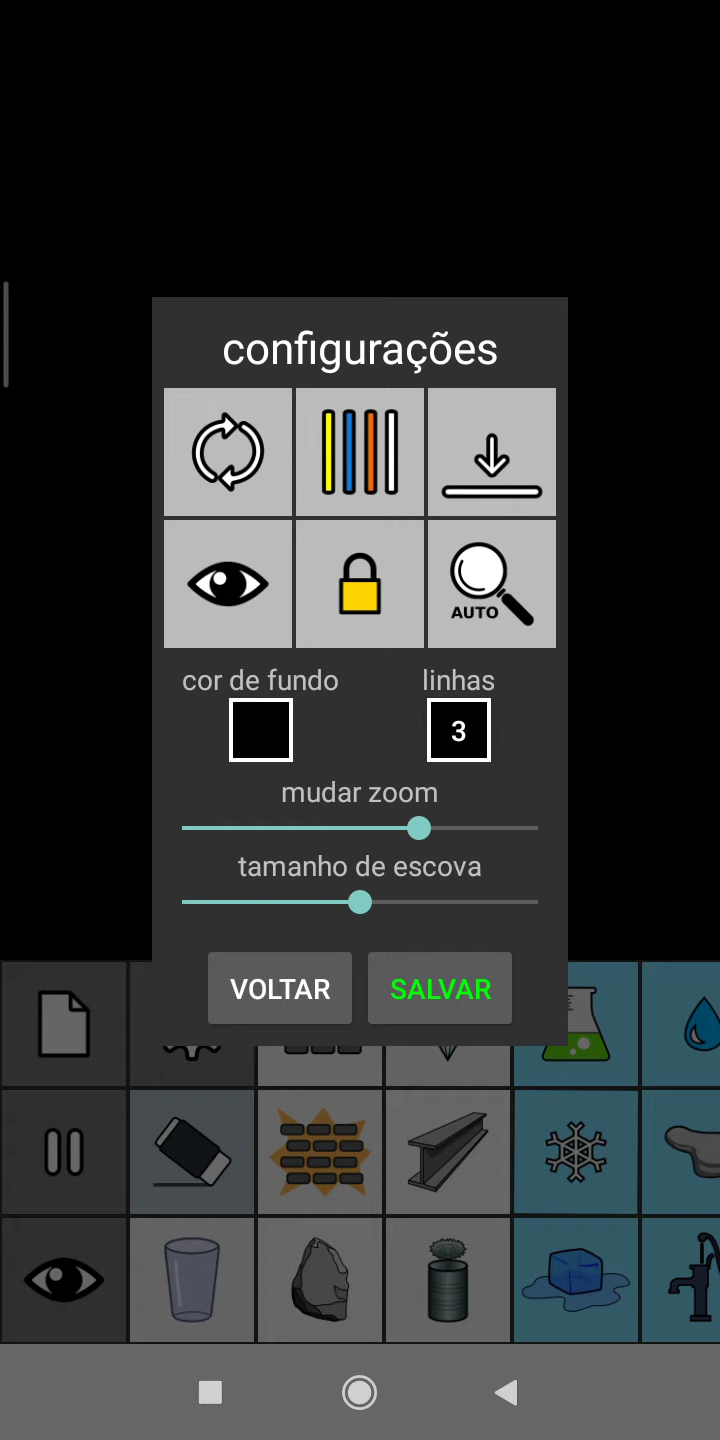 configurações
AUTO
cor de fundo
linhas
3
mudar zoom
tamanho de escova
VOLTAR
SALVAR